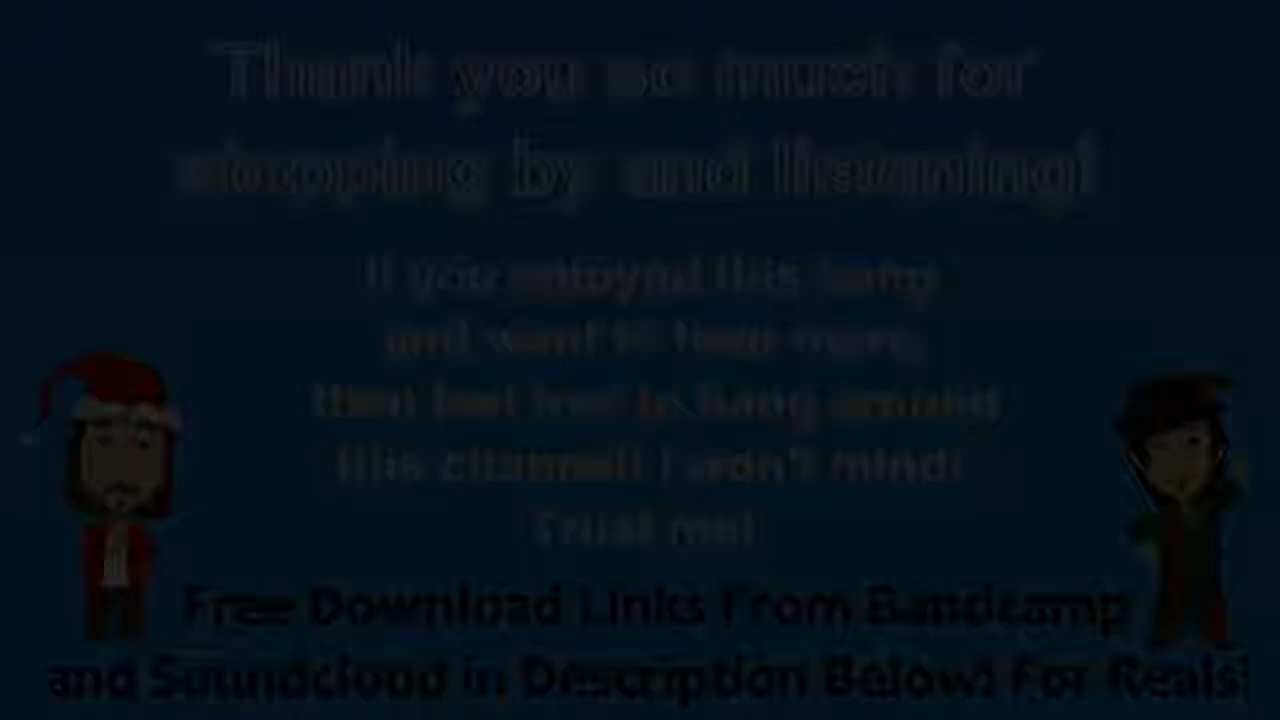 Thank you so much for
stopping by and listening!
If you enjoyed this song
and want to hear more,
then feel free to hang around
this channel! I won't mind!
Trust me!
Free Download Links From Bandcamp
and Soundcloud in Description Below! For Reals!